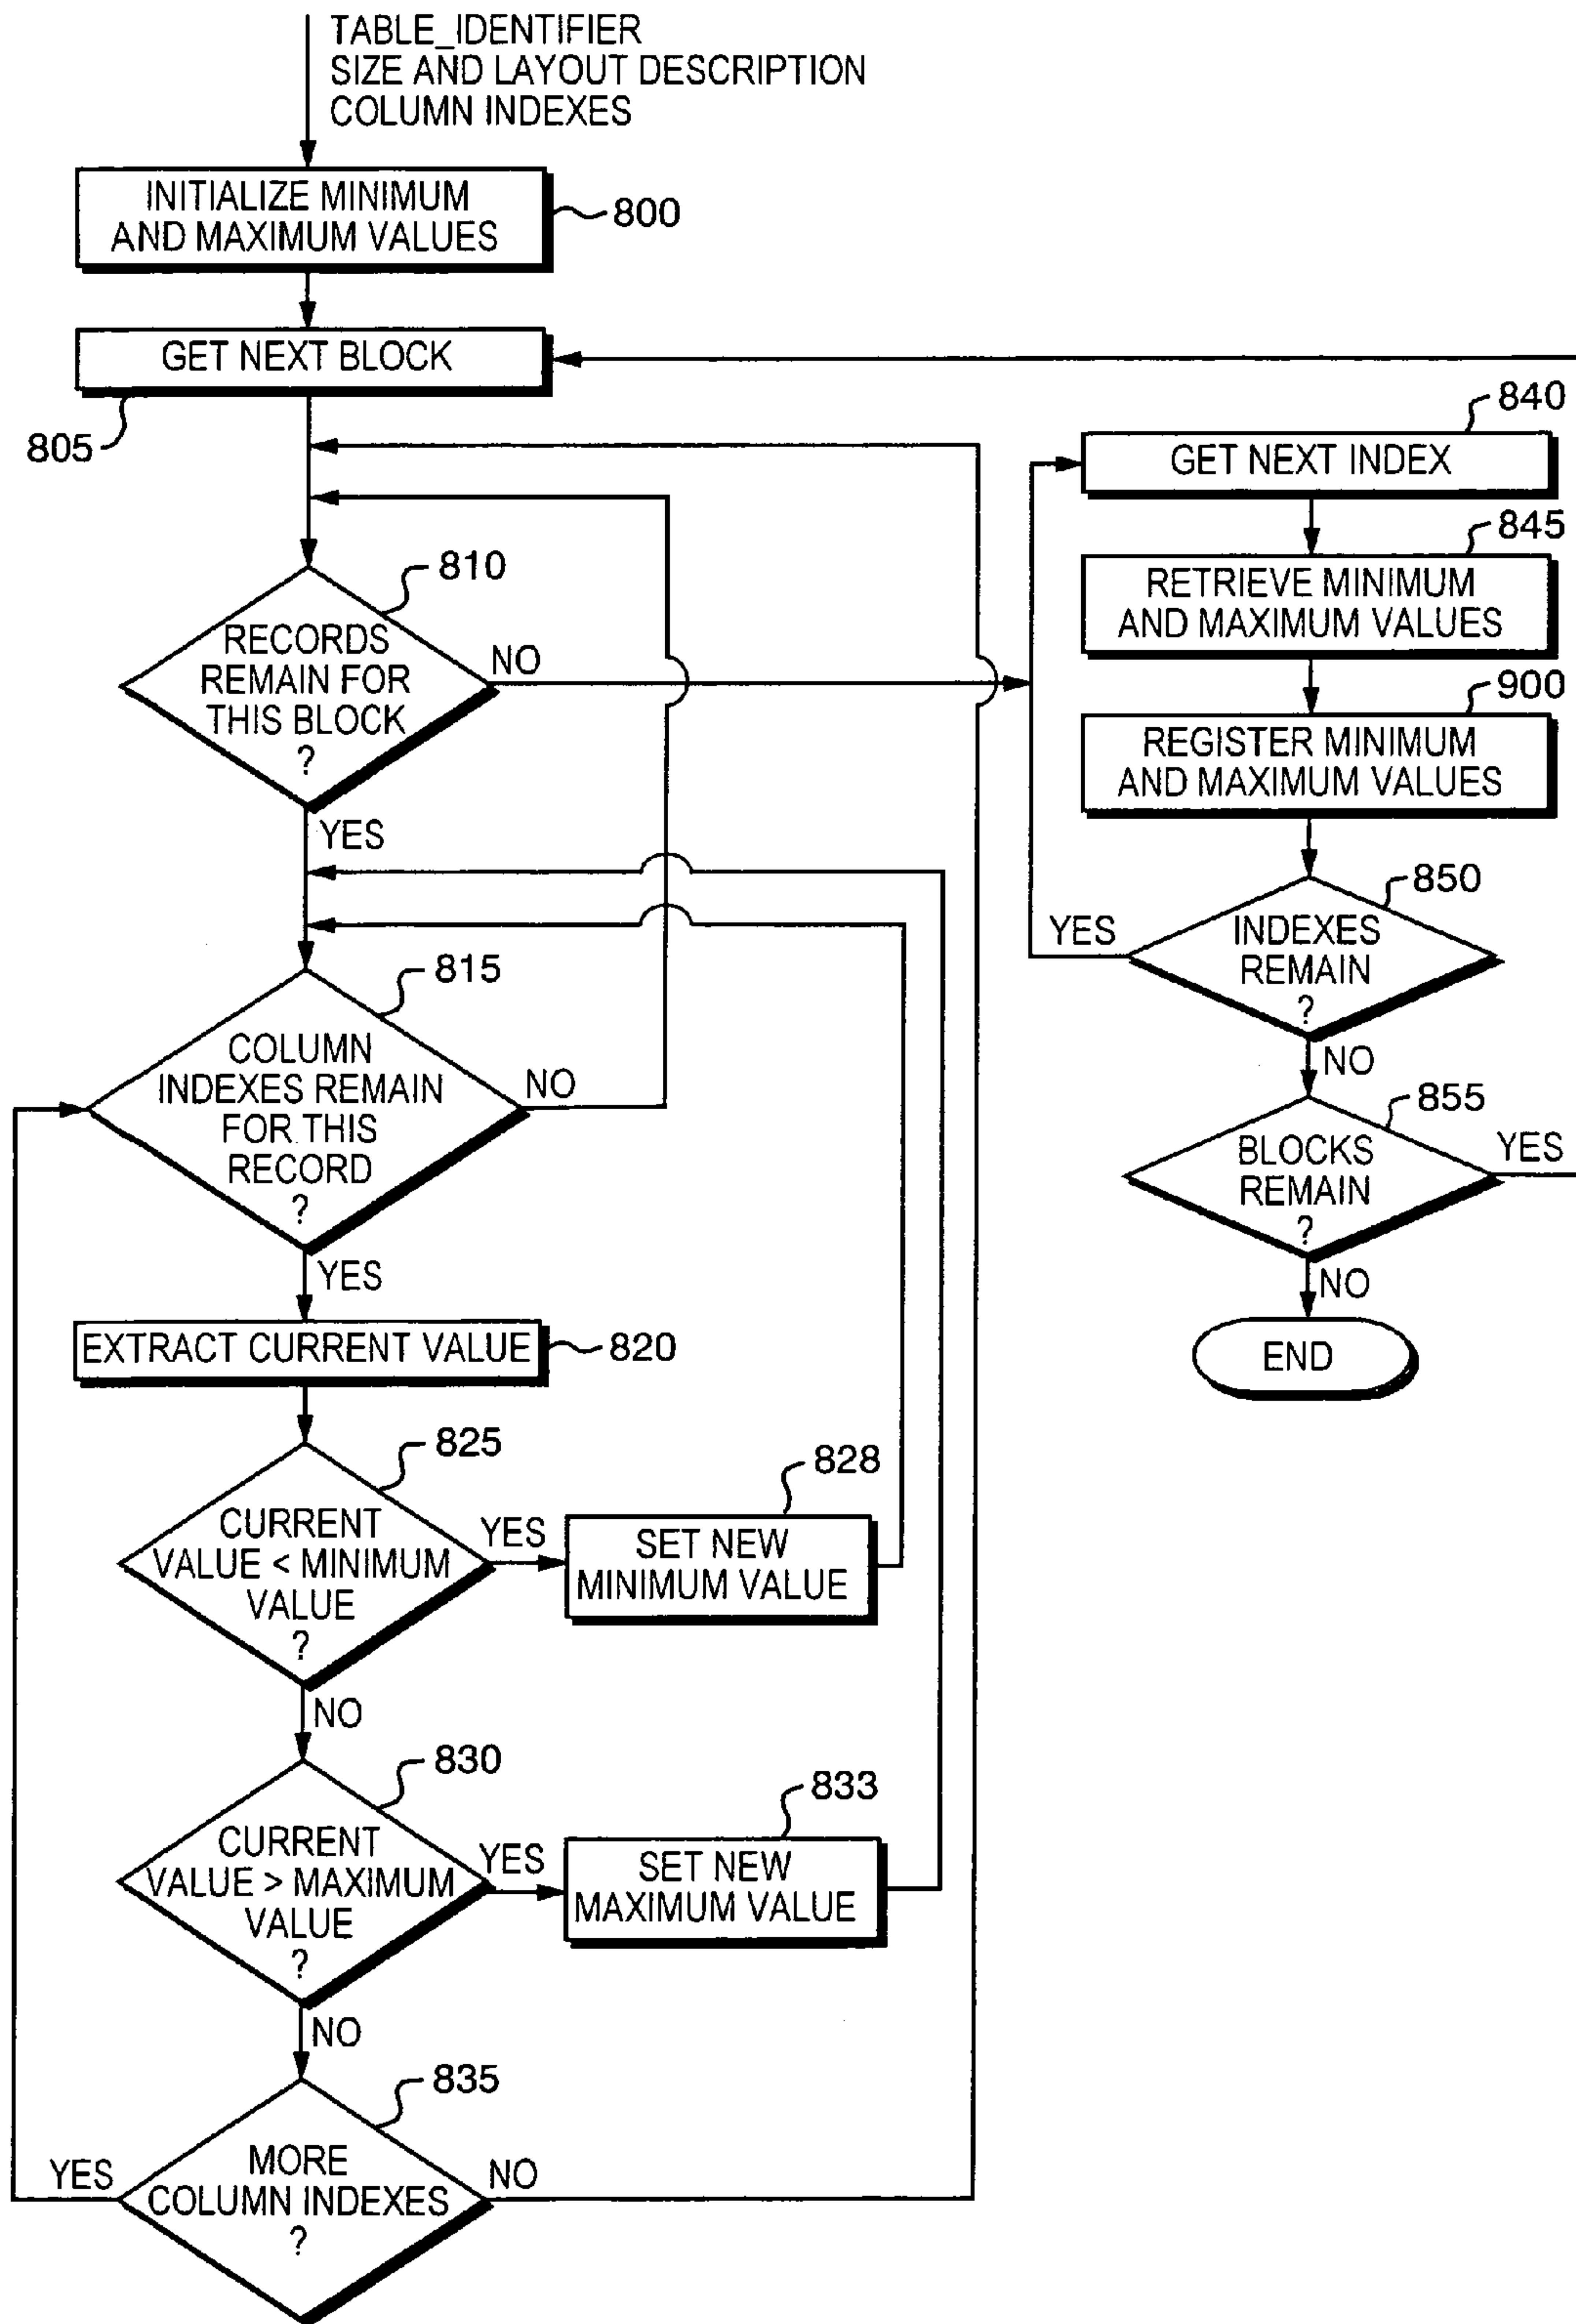 TABLE_IDENTIFIER
SIZE AND LAYOUT DESCRIPTION
COLUMN INDEXES
INITIALIZE MINIMUM
AND MAXIMUM VALUES
800
GET NEXT BLOCK
805
810
RECORDS
REMAIN FOR
THIS BLOCK
?
NO
YES
815
COLUMN
INDEXES REMAIN
FOR THIS
RECORD
?
NO
YES
EXTRACT CURRENT VALUE
820
825
CURRENT
VALUE < MINIMUM
VALUE
?
YES
NO
828
SET NEW
MINIMUM VALUE
830
CURRENT
VALUE > MAXIMUM
VALUE
?
YES
NO
833
SET NEW
MAXIMUM VALUE
835
MORE
COLUMN INDEXES
?
YES
NO
840
GET NEXT INDEX
845
RETRIEVE MINIMUM
AND MAXIMUM VALUES
900
REGISTER MINIMUM
AND MAXIMUM VALUES
850
INDEXES
REMAIN
?
YES
NO
855
BLOCKS
REMAIN
?
YES
NO
END